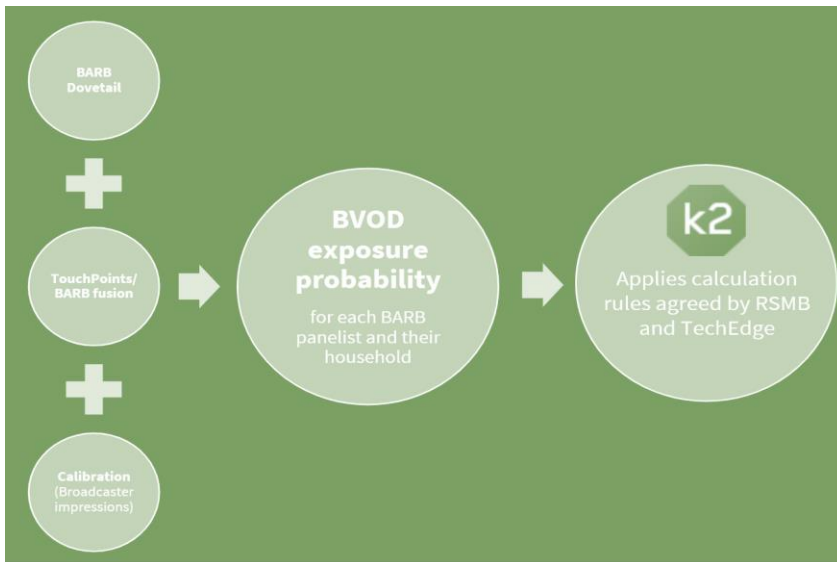 BARB
Dovetail
TouchPoints/
BARB fusion
Calibration
(Broadcaster
impressions)
BVOD
exposure
probability
for each BARB
panelist and their
household
k2
Applies calculation
rules agreed by RSMB
and TechEdge